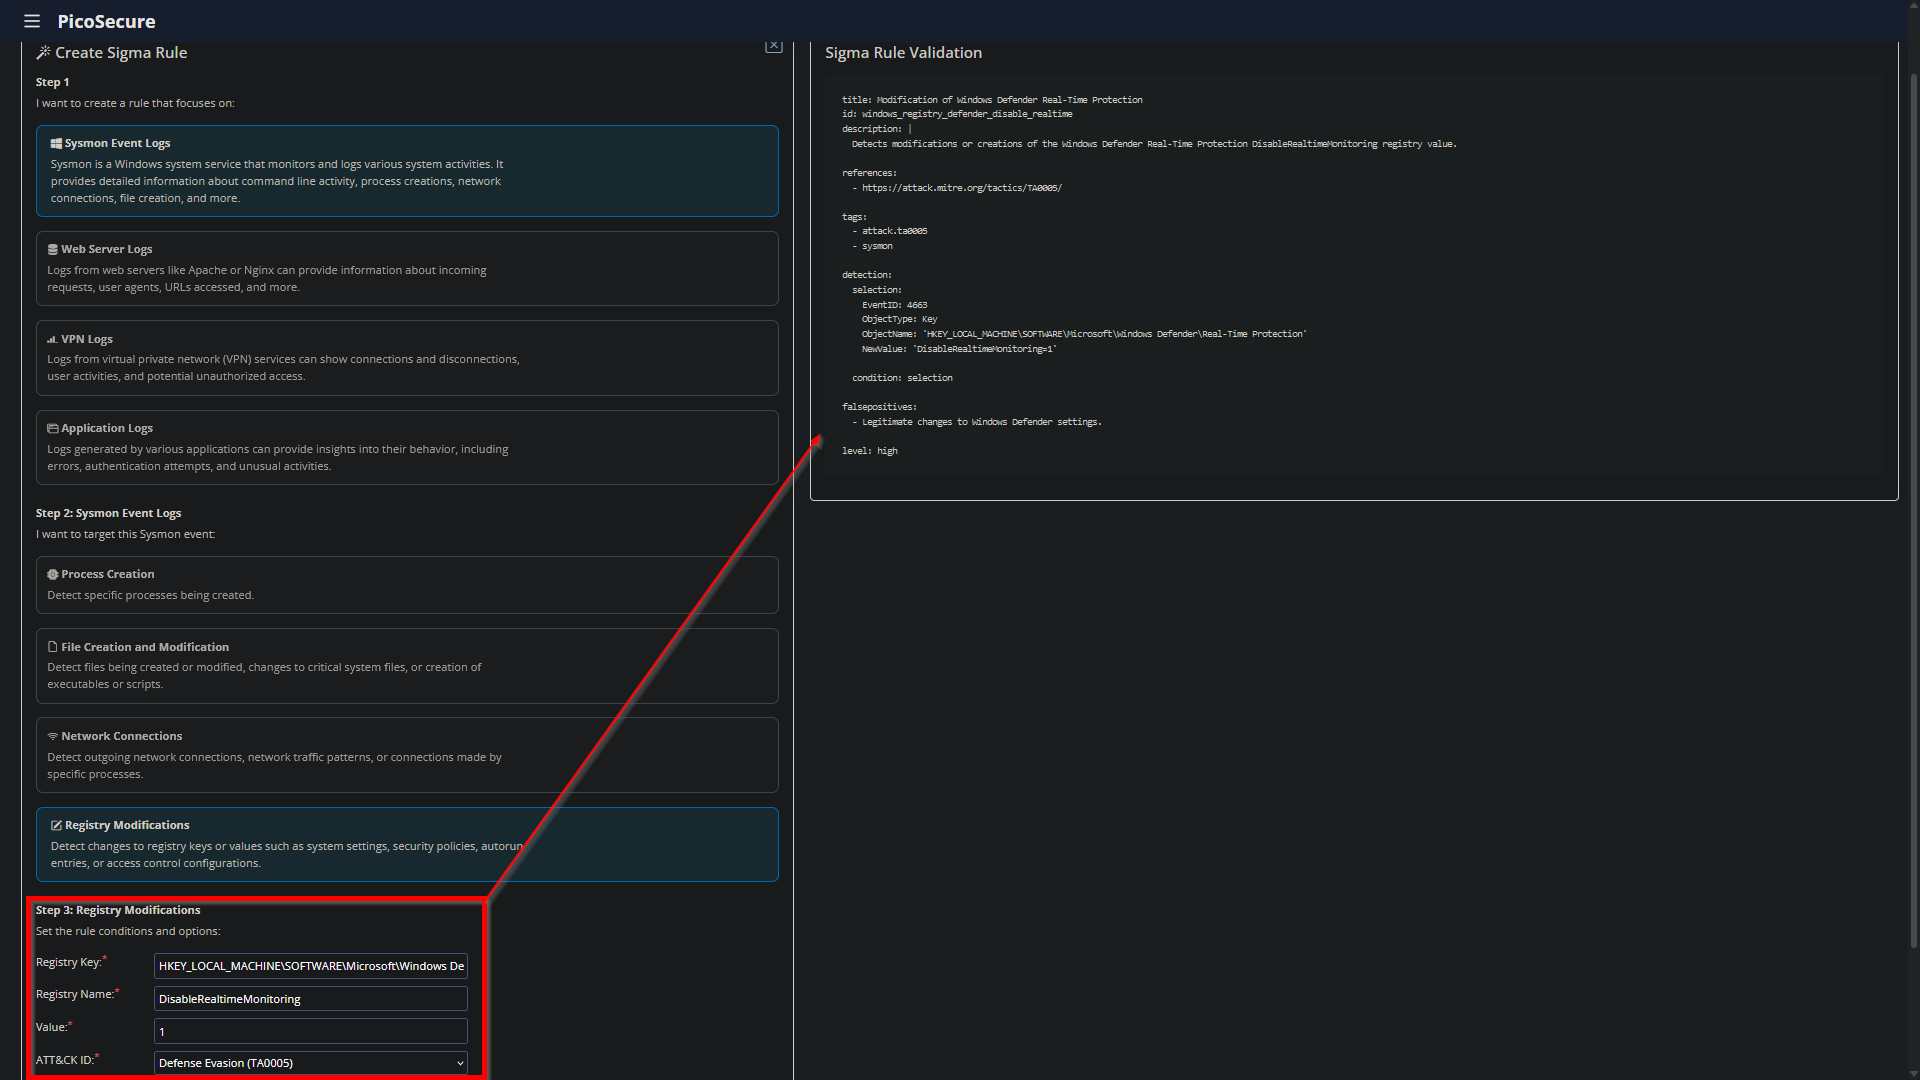 PicoSecure
Create Sigma Rule
Step 1
I want to create a rule that focuses on:
Sysmon Event Logs
Sysmon is a Windows system service that monitors and logs various system activities. It
provides detailed information about command line activity, process creations, network
connections, file creation, and more.
Web Server Logs
Logs from web servers like Apache or Nginx can provide information about incoming
requests, user agents, URLs accessed, and more.
VPN Logs
Logs from virtual private network (VPN) services can show connections and disconnections,
user activities, and potential unauthorized access.
Application Logs
Logs generated by various applications can provide insights into their behavior, including
errors, authentication attempts, and unusual activities.
Step 2: Sysmon Event Logs
I want to target this Sysmon event:
Process Creation
Detect specific processes being created.
File Creation and Modification
Detect files being created or modified, changes to critical system files, or creation of
executables or scripts.
Network Connections
Detect outgoing network connections, network traffic patterns, or connections made by
specific processes.
Registry Modifications
Detect changes to registry keys or values such as system settings, security policies, autorun
entries, or access control configurations.
Step 3: Registry Modifications
Set the rule conditions and options:
Registry Key:* HKEY_LOCAL_MACHINE\SOFTWARE\Microsoft\Windows De
Registry Name:* DisableRealtimeMonitoring
Value:* 1
ATT&CK ID:* Defense Evasion (TA0005)
Sigma Rule Validation
title: Modification of Windows Defender Real-Time Protection
id: windows_registry_defender_disable_realtime
description: |
Detects modifications or creations of the Windows Defender Real-Time Protection DisableRealtimeMonitoring registry value.
references:
- https://attack.mitre.org/tactics/TA0005/
tags:
- attack.ta0005
- sysmon
detection:
selection:
EventID: 4663
ObjectType: Key
ObjectName: 'HKEY_LOCAL_MACHINE\SOFTWARE\Microsoft\Windows Defender\Real-Time Protection'
NewValue: 'DisableRealtimeMonitoring=1'
condition: selection
falsepositives:
- Legitimate changes to Windows Defender settings.
level: high